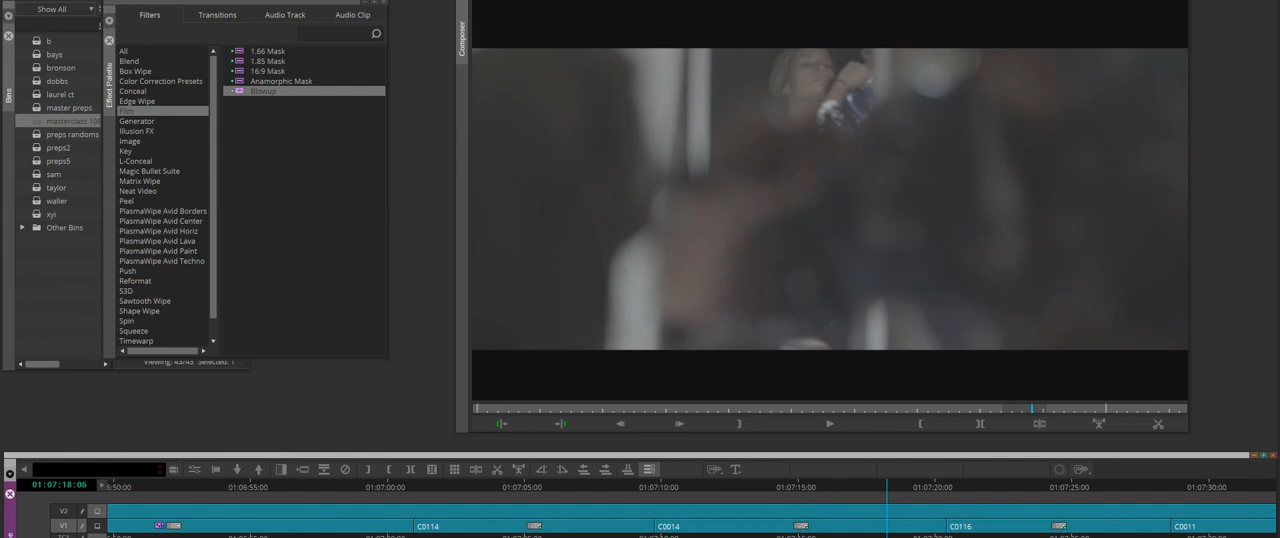 Show All
Bins
b
bays
bronson
dobbs
laurel ct
master preps
masterclass 108
preps randoms
preps2
preps5
sam
taylor
waller
xyi
Other Bins
Effect Palette
Filters
Transitions
Audio Track
Audio Clip
All
Blend
Box Wipe
Color Correction Presets
Conceal
Edge Wipe
Film
Generator
Illusion FX
Image
Key
L-Conceal
Magic Bullet Suite
Matrix Wipe
Neat Video
Peel
PlasmaWipe Avid Borders
PlasmaWipe Avid Center
PlasmaWipe Avid Horiz
PlasmaWipe Avid Lava
PlasmaWipe Avid Paint
PlasmaWipe Avid Techno
Push
Reformat
S3D
Sawtooth Wipe
Shape Wipe
Spin
Squeeze
Timewarp
1.66 Mask
1.85 Mask
16:9 Mask
Anamorphic Mask
Blowup
Viewing: 43/43 Selected: 1
Composer
01:07:18:06
5:50:00
01:06:55:00
01:07:00:00
01:07:05:00
01:07:10:00
01:07:15:00
01:07:20:00
01:07:25:00
01:07:30:00
V2
V1
C0114
C0014
C0116
C0011